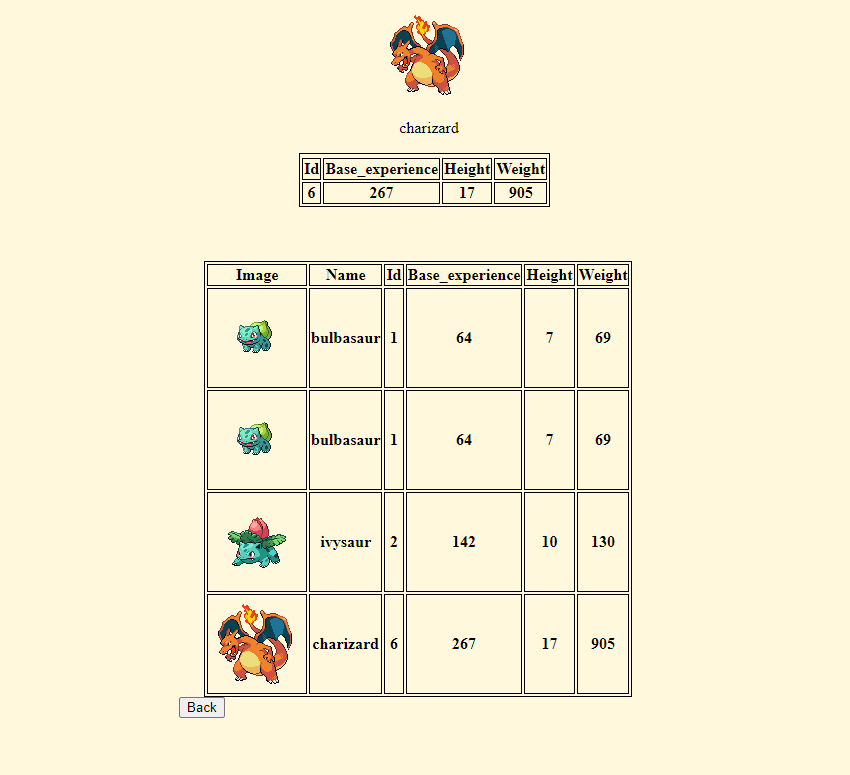 charizard
Id Base_experience Height Weight
6 267 17 905
Image Name Id Base_experience Height Weight
bulbasaur 1 64 7 69
bulbasaur 1 64 7 69
ivysaur 2 142 10 130
charizard 6 267 17 905
Back